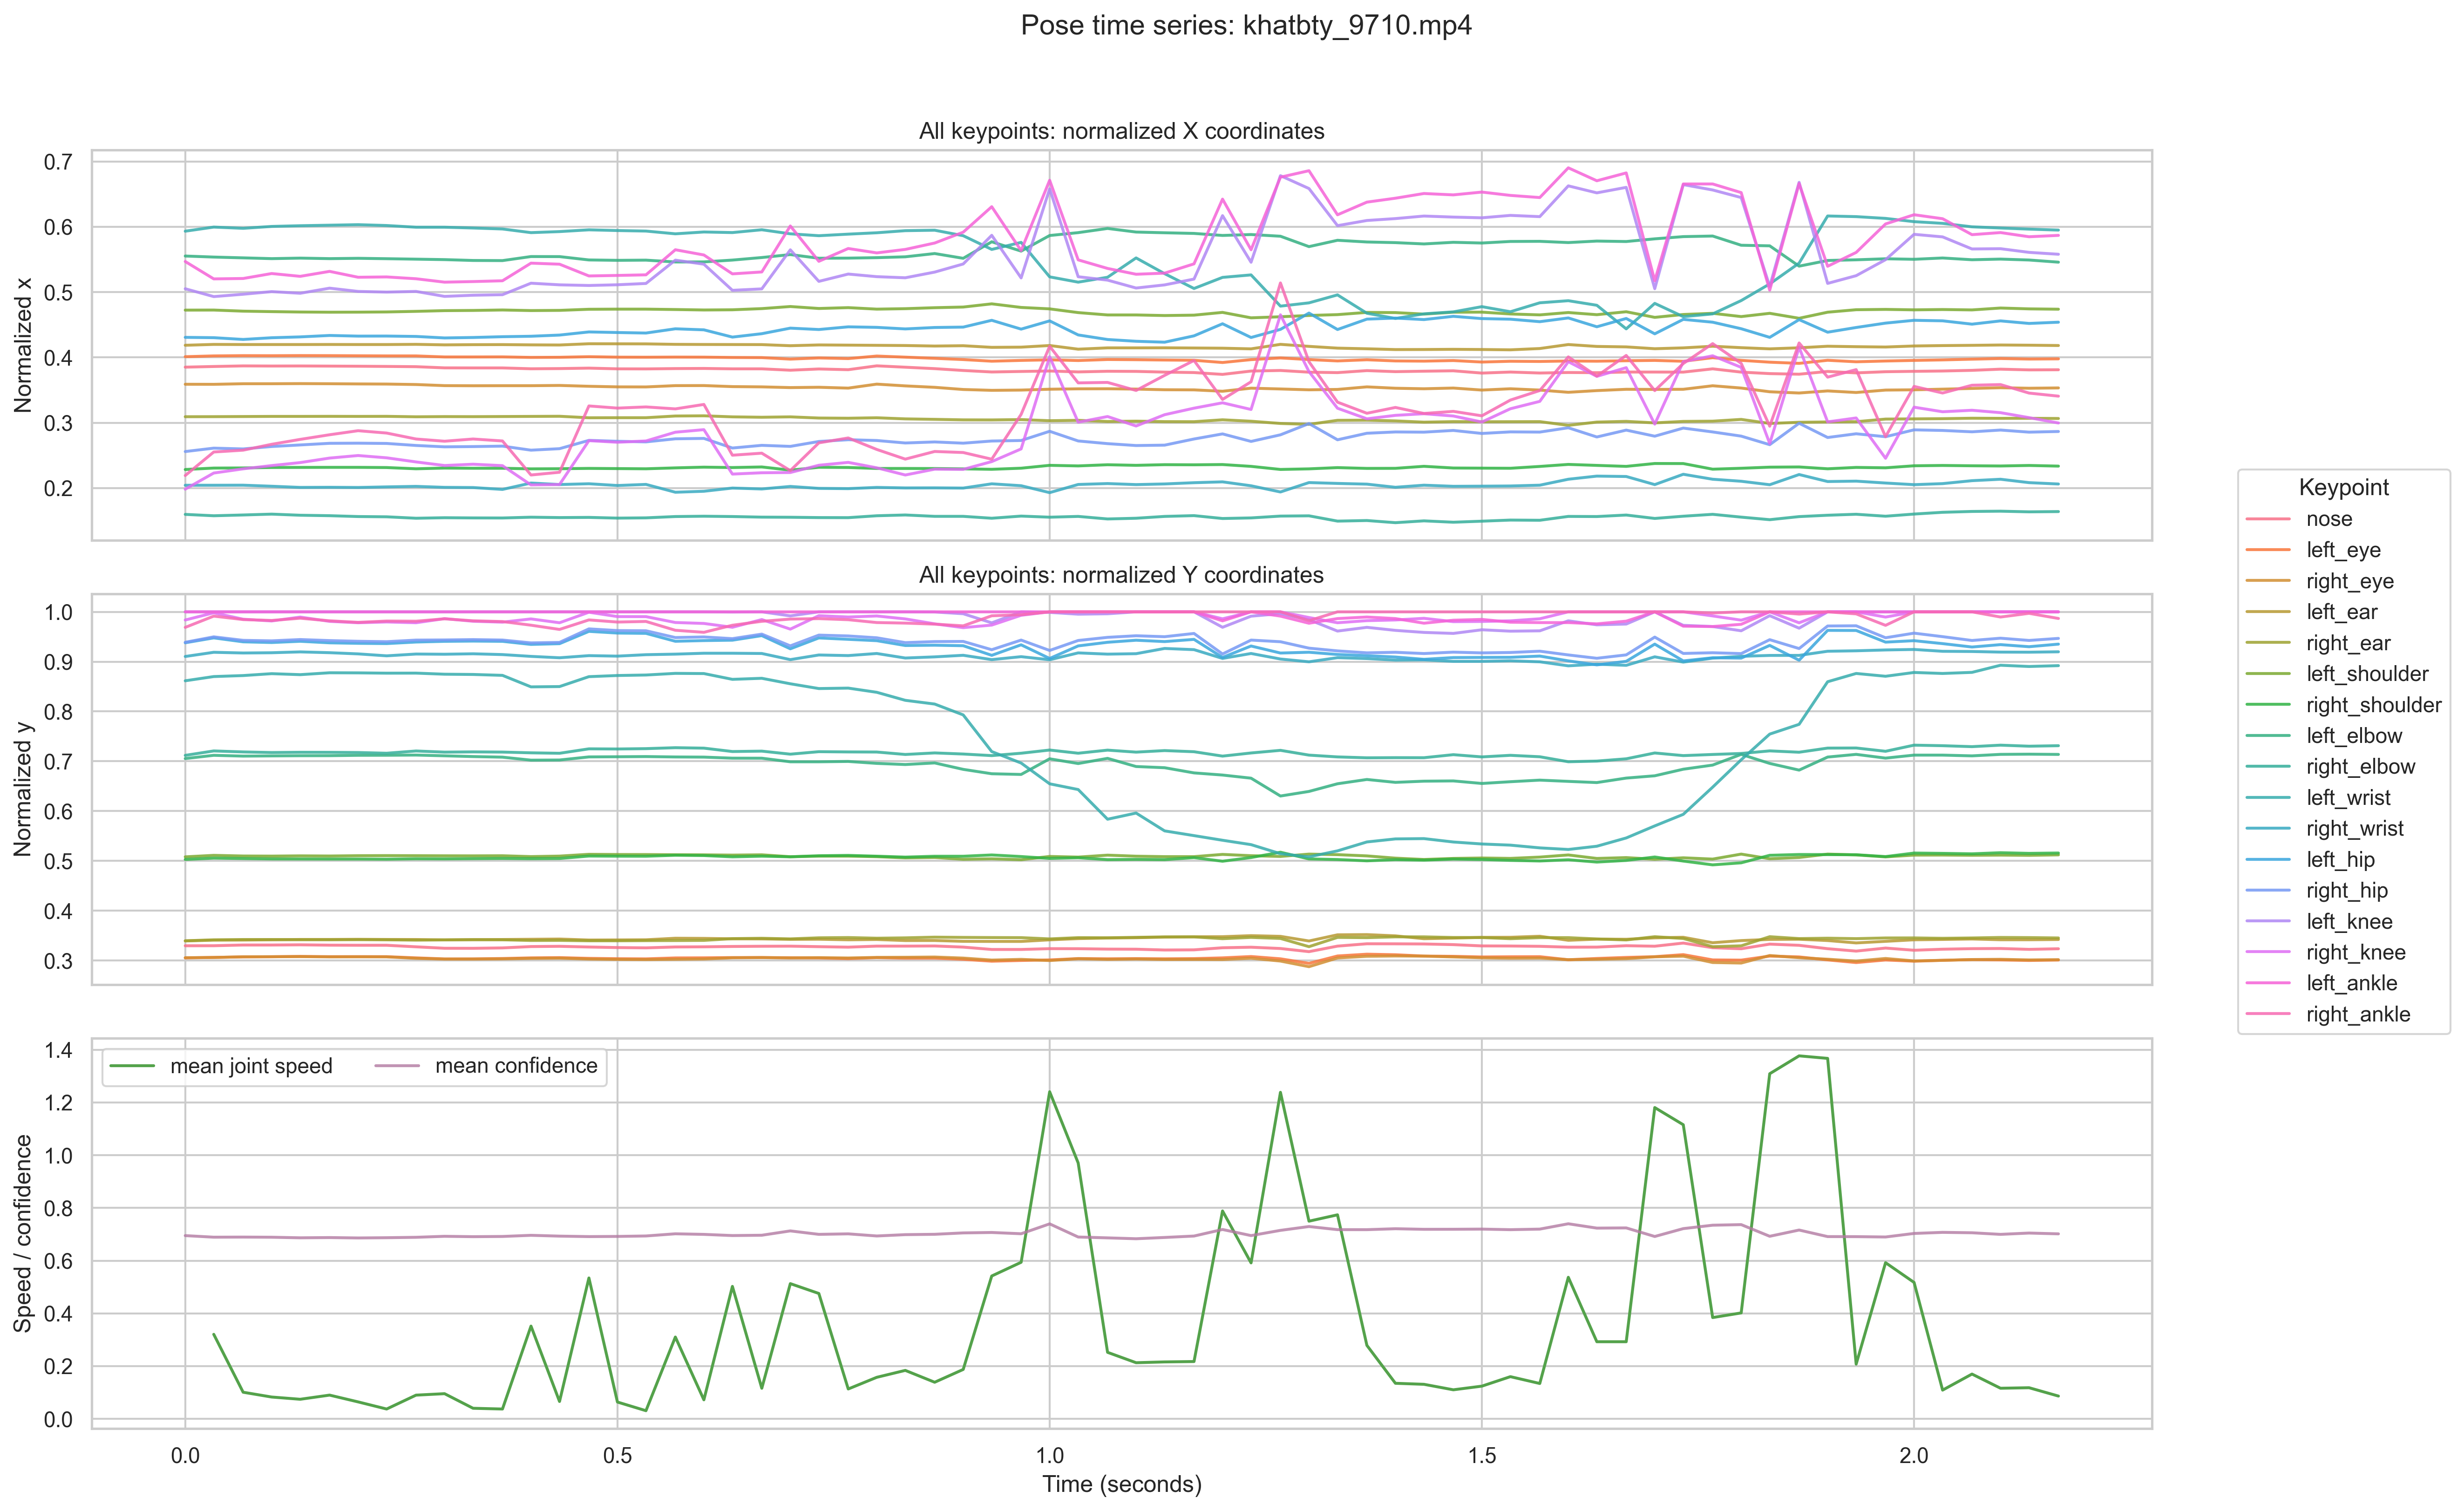 Pose time series: khatbty_9710.mp4
All keypoints: normalized X coordinates
Normalized x
0.7
0.6
0.5
0.4
0.3
0.2
All keypoints: normalized Y coordinates
Normalized y
1.0
0.9
0.8
0.7
0.6
0.5
0.4
0.3
Speed / confidence
1.4
1.2
1.0
0.8
0.6
0.4
0.2
0.0
mean joint speed mean confidence
0.0 0.5 1.0 1.5 2.0
Time (seconds)
Keypoint
nose
left_eye
right_eye
left_ear
right_ear
left_shoulder
right_shoulder
left_elbow
right_elbow
left_wrist
right_wrist
left_hip
right_hip
left_knee
right_knee
left_ankle
right_ankle